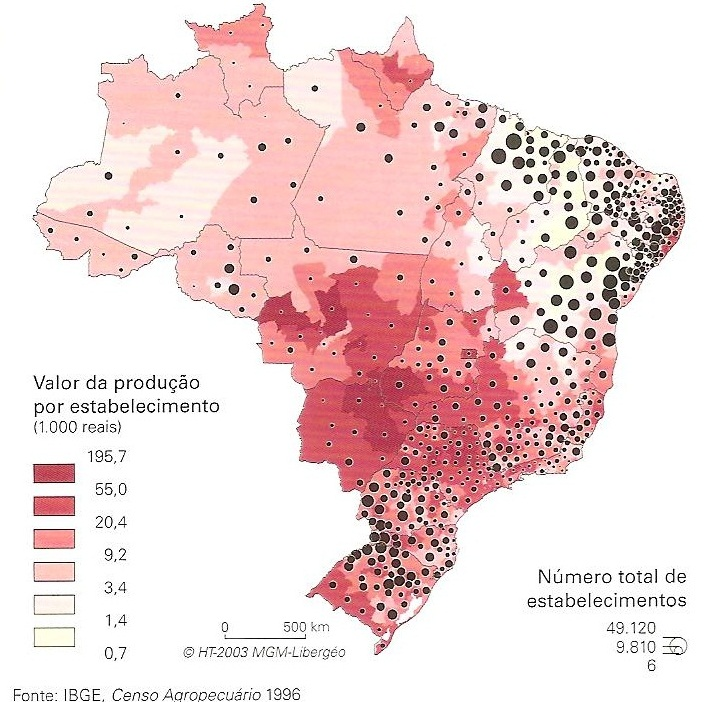 Valor da produção
por estabelecimento
(1.000 reais)
195,7
55,0
20,4
9,2
3,4
1,4
0,7
0 500 km
© HT-2003 MGM-Libergéo
Número total de
estabelecimentos
49.120
9.810
6
Fonte: IBGE, Censo Agropecuário 1996